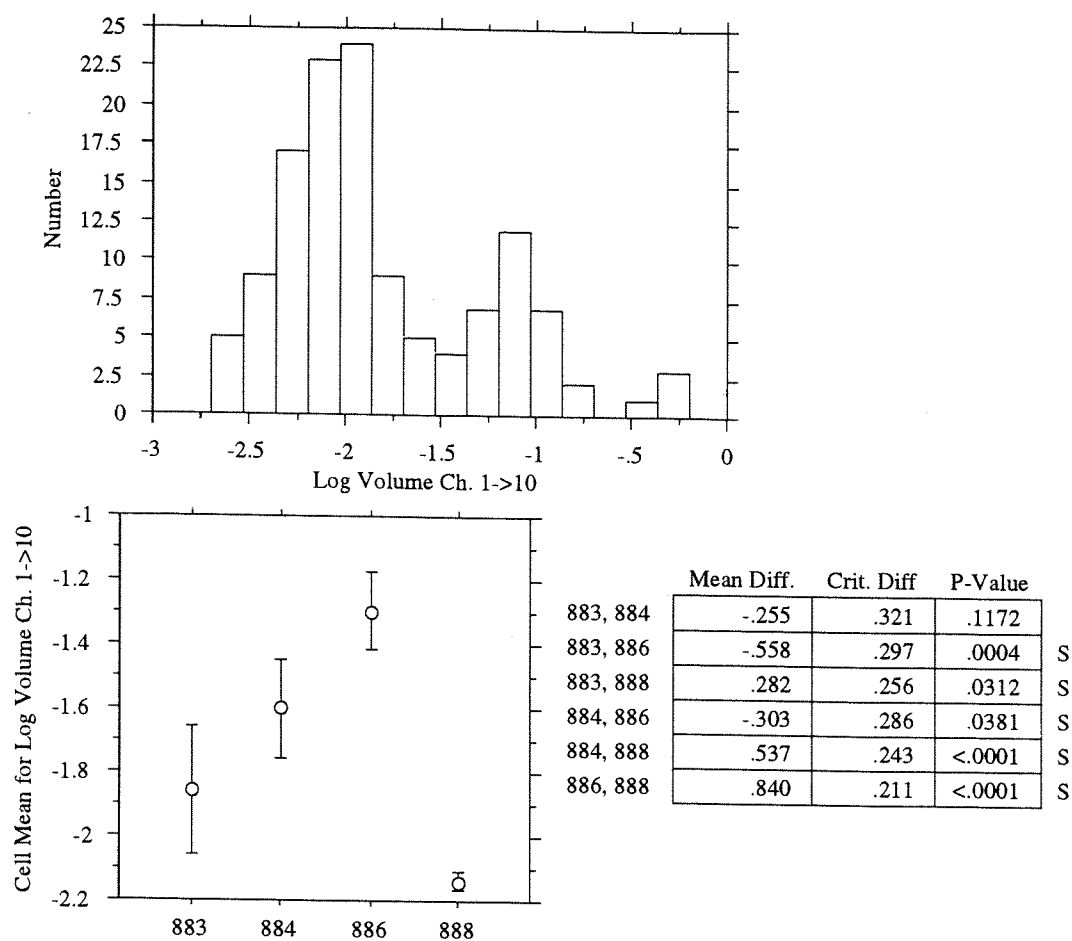 25
22.5
20
17.5
15
12.5
10
7.5
5
2.5
0
Number
-3 -2.5 -2 -1.5 -1 -.5 0
Log Volume Ch. 1->10
-1
-1.2
-1.4
-1.6
-1.8
-2
-2.2
Cell Mean for Log Volume Ch. 1->10
883 884 886 888
Mean Diff. Crit. Diff P-Value
883, 884 -.255 .321 .1172
883, 886 -.558 .297 .0004 S
883, 888 .282 .256 .0312 S
884, 886 -.303 .286 .0381 S
884, 888 .537 .243 <.0001 S
886, 888 .840 .211 <.0001 S